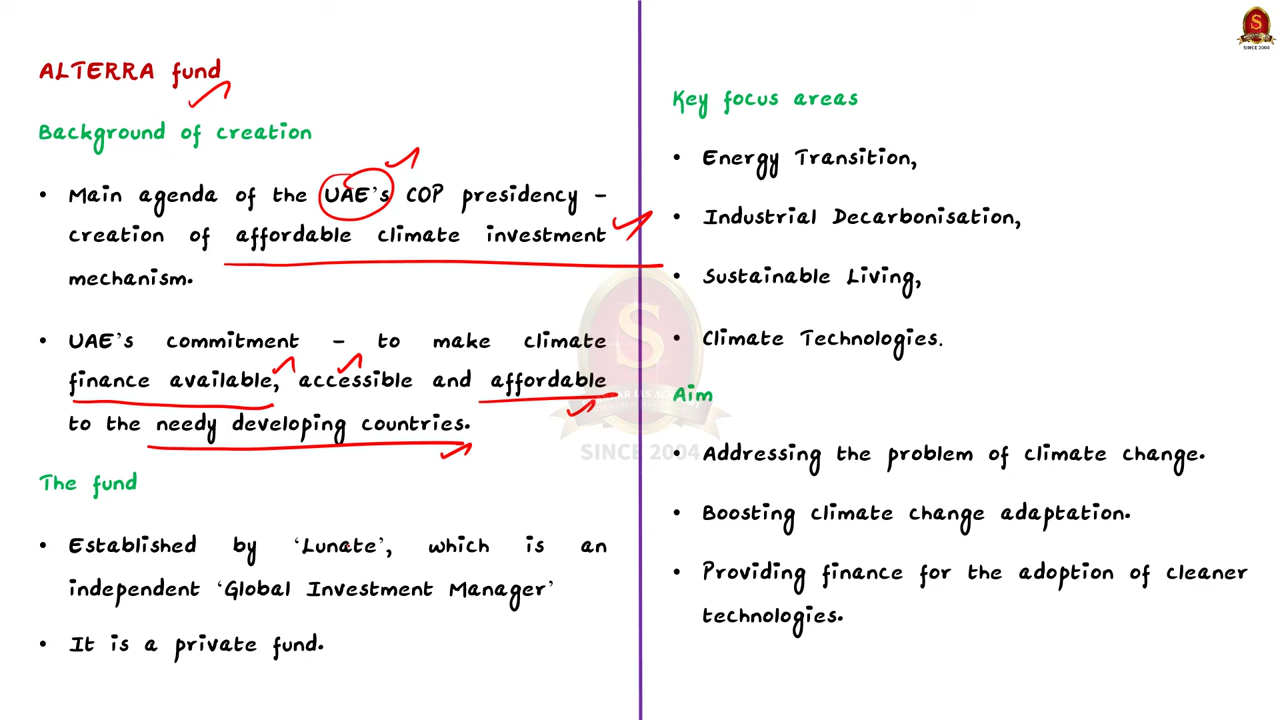 ALTERRA fund
Background of creation
• Main agenda of the UAE's COP presidency –
creation of affordable climate investment
mechanism.
• UAE's commitment – to make climate
finance available, accessible and affordable
to the needy developing countries.
The fund
• Established by 'Lunate', which is an
independent 'Global Investment Manager'
• It is a private fund.
Key focus areas
• Energy Transition,
• Industrial Decarbonisation,
• Sustainable Living,
• Climate Technologies.
Aim
• Addressing the problem of climate change.
• Boosting climate change adaptation.
• Providing finance for the adoption of cleaner
technologies.
S
SINCE 2004
S
SINCE 2004